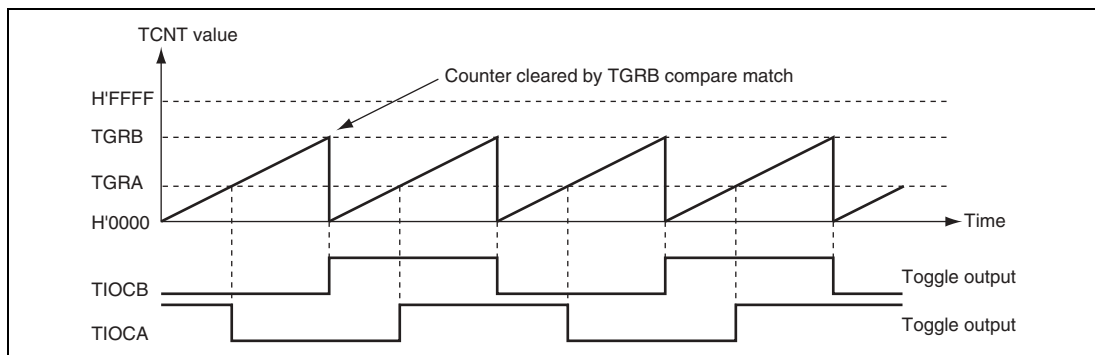 TCNT value
Counter cleared by TGRB compare match
H'FFFF
TGRB
TGRA
H'0000
Time
TIOCB
Toggle output
TIOCA
Toggle output